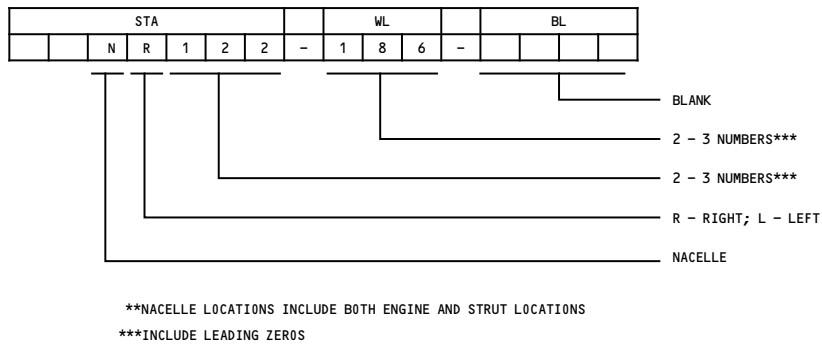 STA WL BL
N R 1 2 2 – 1 8 6 –
BLANK
2 – 3 NUMBERS***
2 – 3 NUMBERS***
R – RIGHT; L – LEFT
NACELLE
**NACELLE LOCATIONS INCLUDE BOTH ENGINE AND STRUT LOCATIONS
***INCLUDE LEADING ZEROS